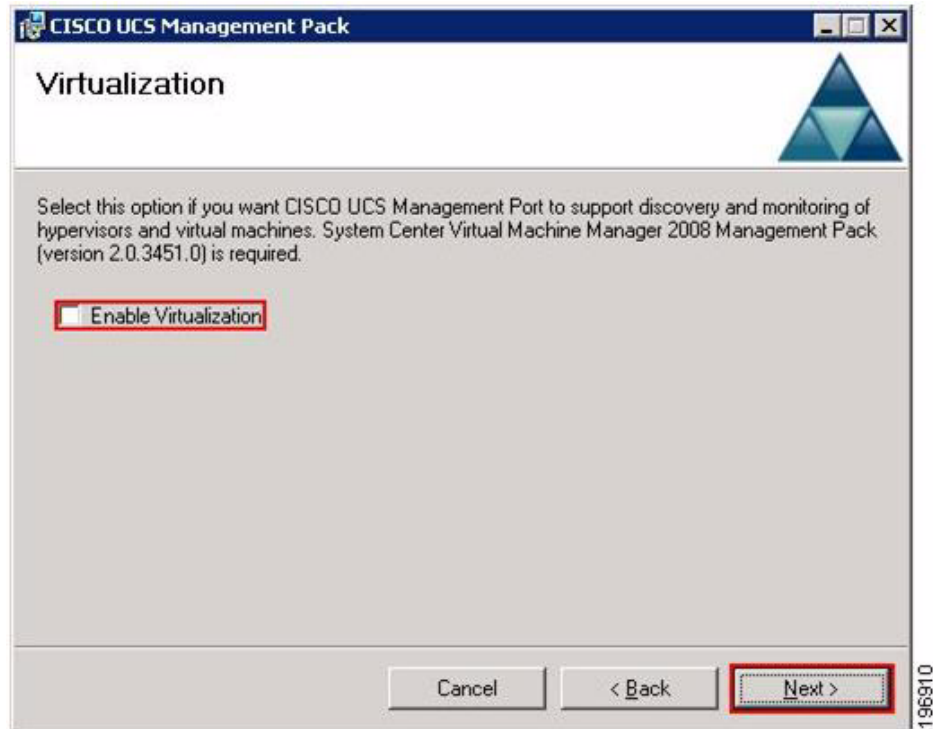 CISCO UCS Management Pack
Virtualization
Select this option if you want CISCO UCS Management Port to support discovery and monitoring of
hypervisors and virtual machines. System Center Virtual Machine Manager 2008 Management Pack
(version 2.0.3451.0) is required.
Enable Virtualization
Cancel
< Back
Next >
196910